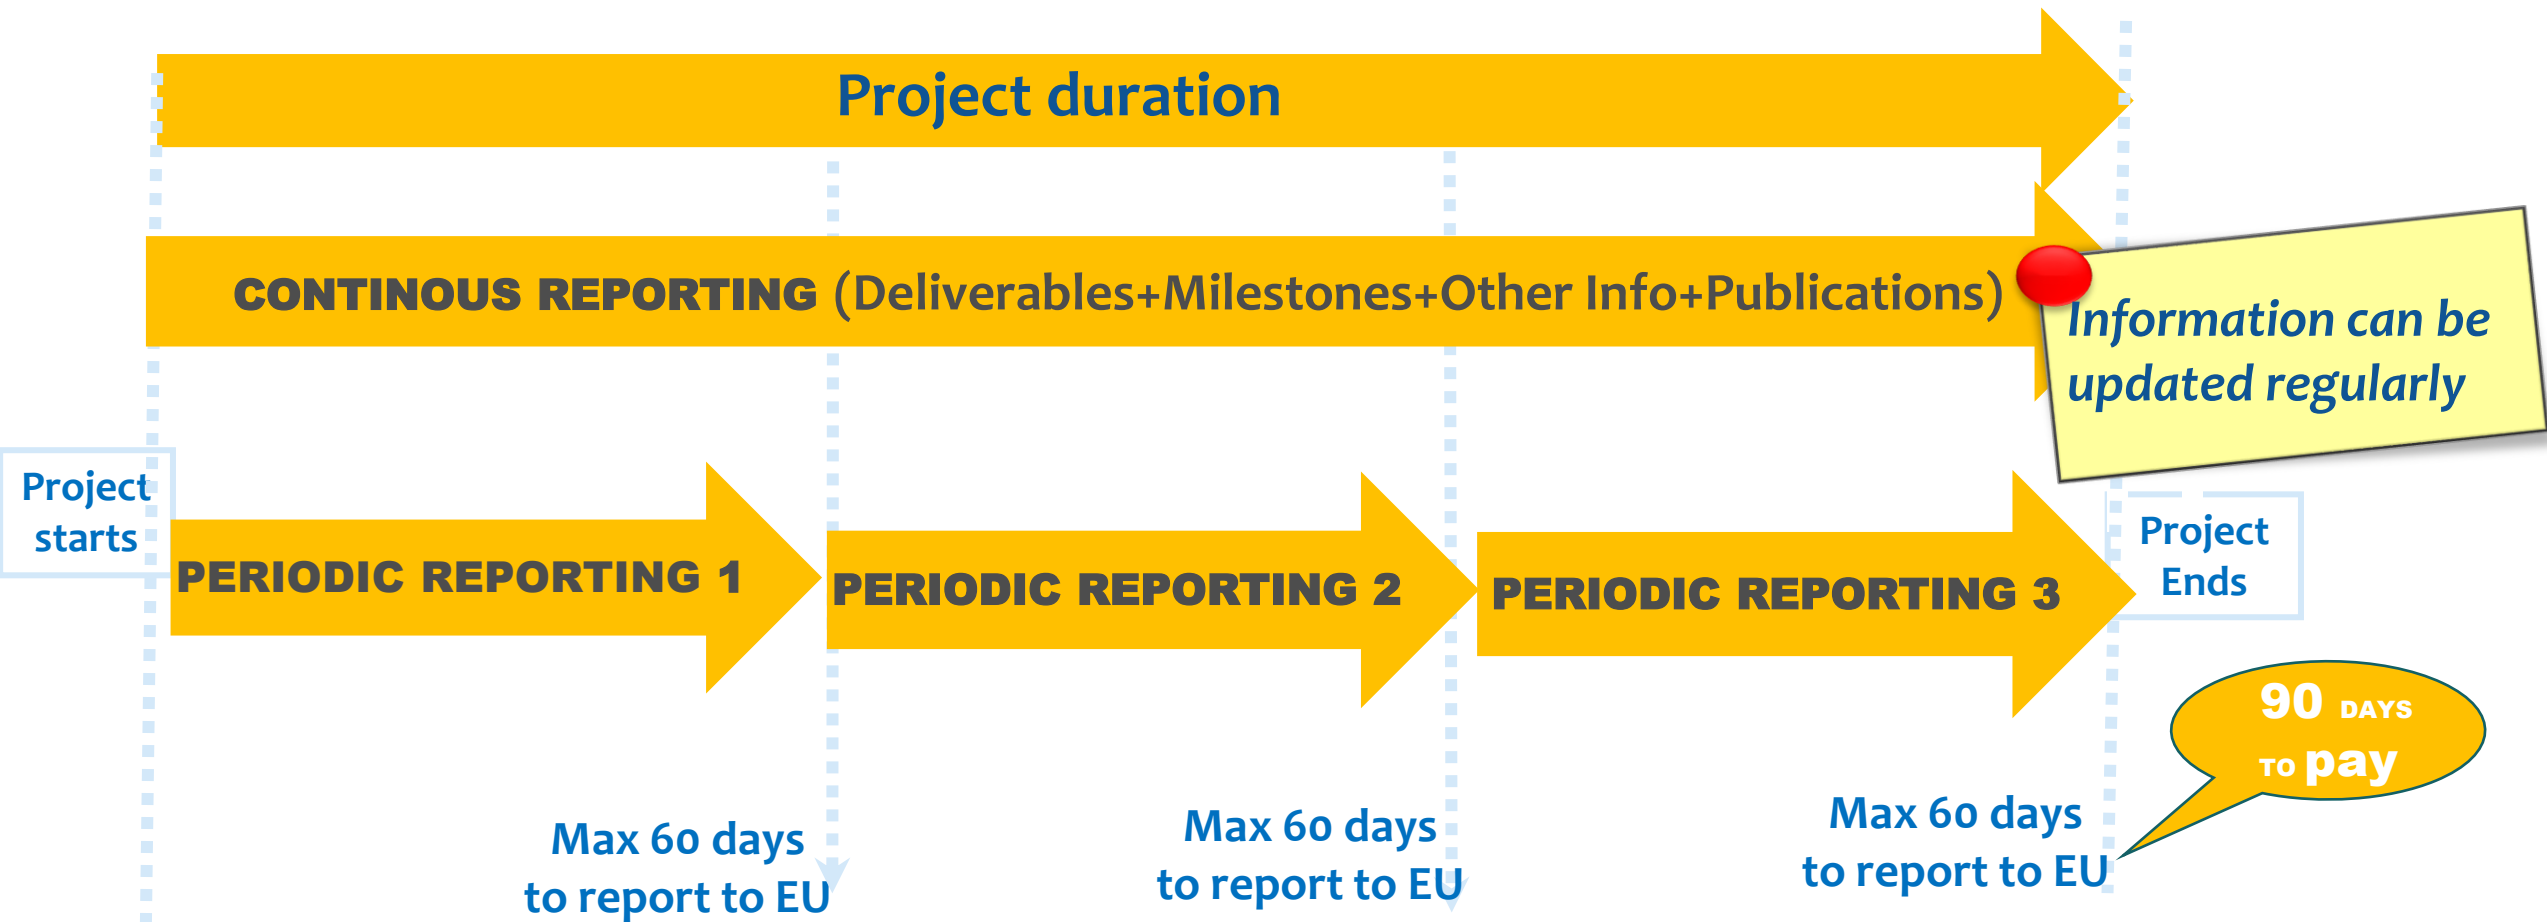 Project duration
CONTINOUS REPORTING (Deliverables+Milestones+Other Info+Publications)
Information can be
updated regularly
Project
starts
PERIODIC REPORTING 1
PERIODIC REPORTING 2
PERIODIC REPORTING 3
Project
Ends
90 DAYS
TO pay
Max 60 days
to report to EU
Max 60 days
to report to EU
Max 60 days
to report to EU